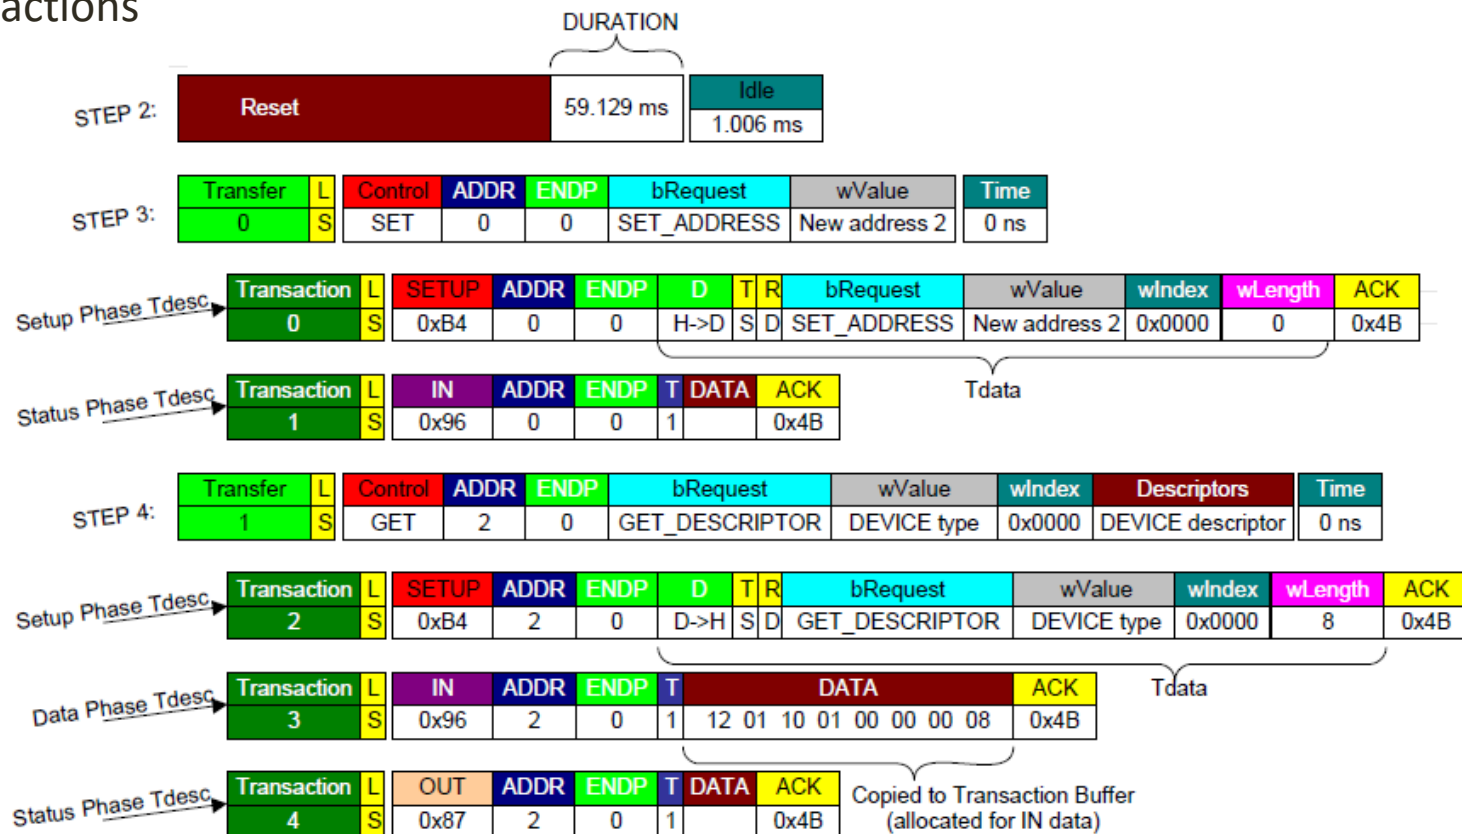 actions
DURATION
STEP 2: Reset 59.129 ms Idle
1.006 ms
STEP 3: Transfer L Control ADDR ENDP bRequest wValue Time
0 S SET 0 0 SET_ADDRESS New address 2 0 ns
Setup Phase Tdesc Transaction L SETUP ADDR ENDP D T R bRequest wValue wIndex wLength ACK
0 S 0xB4 0 0 H->D S D SET_ADDRESS New address 2 0x0000 0 0x4B
Tdata
Status Phase Tdesc Transaction L IN ADDR ENDP T DATA ACK
1 S 0x96 0 0 1 0x4B
STEP 4: Transfer L Control ADDR ENDP bRequest wValue wIndex Descriptors Time
1 S GET 2 0 GET_DESCRIPTOR DEVICE type 0x0000 DEVICE descriptor 0 ns
Setup Phase Tdesc Transaction L SETUP ADDR ENDP D T R bRequest wValue wIndex wLength ACK
2 S 0xB4 2 0 D->H S D GET_DESCRIPTOR DEVICE type 0x0000 8 0x4B
Tdata
Data Phase Tdesc Transaction L IN ADDR ENDP T DATA ACK
3 S 0x96 2 0 1 12 01 10 01 00 00 00 08 0x4B
Status Phase Tdesc Transaction L OUT ADDR ENDP T DATA ACK
4 S 0x87 2 0 1 0x4B
Copied to Transaction Buffer
(allocated for IN data)